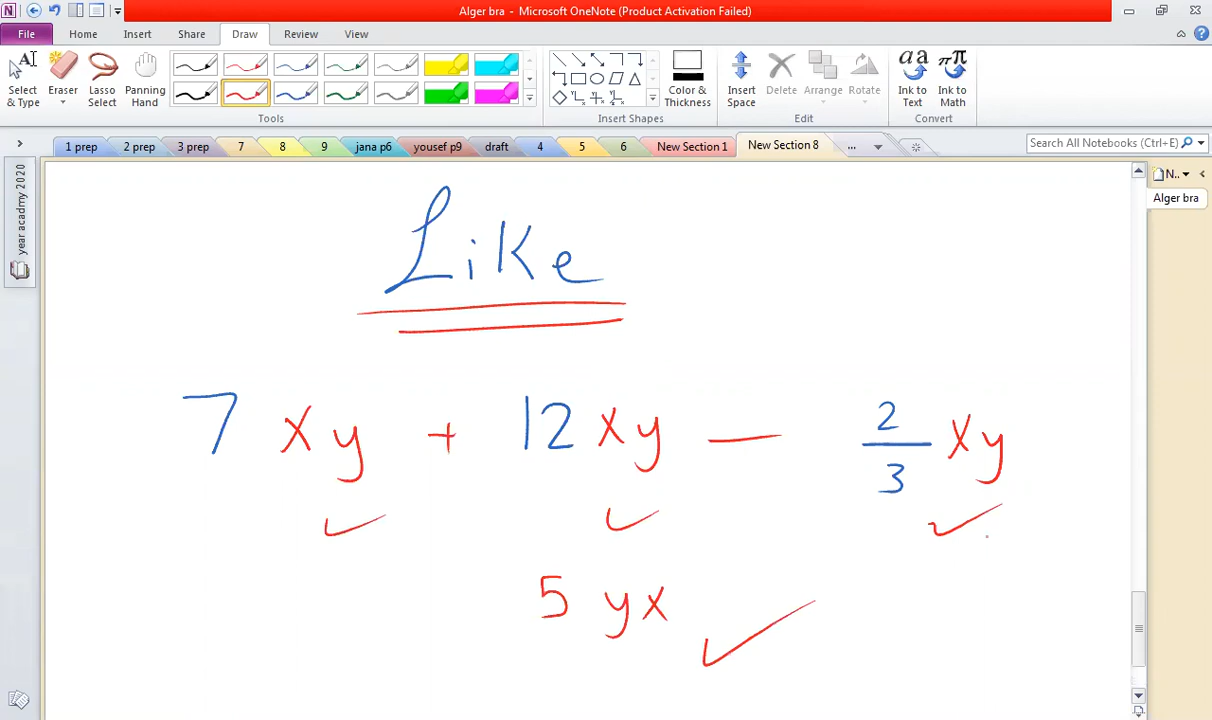 Alger bra - Microsoft OneNote (Product Activation Failed)
File Home Insert Share Draw Review View
Select & Type
Eraser
Lasso Select
Panning Hand
Color & Thickness
Insert Space
Delete
Arrange
Rotate
Ink to Text
Ink to Math
Tools
Insert Shapes
Edit
Convert
1 prep 2 prep 3 prep 7 8 9 jana p6 yousef p9 draft 4 5 6 New Section 1 New Section 8 ...
Search All Notebooks (Ctrl+E)
N..
Alger bra
year acadmy 2020
Like
7 xy + 12 xy — 2/3 xy
5 yx